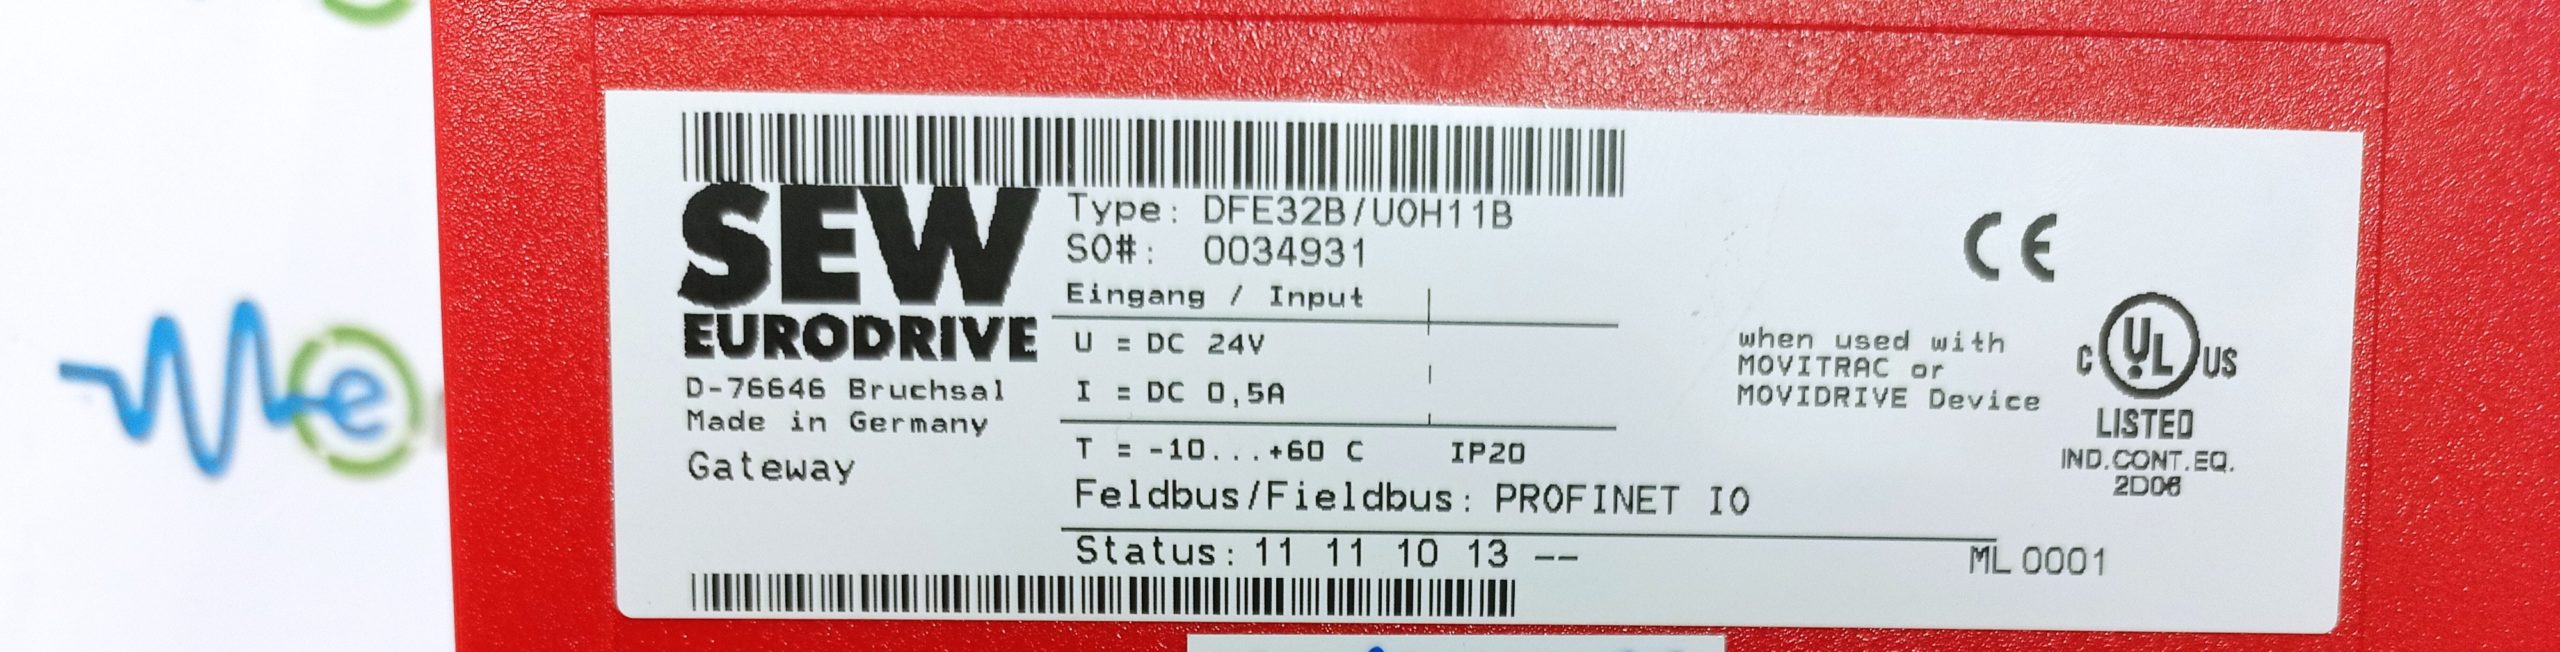 SEW
EURODRIVE
D-76646 Bruchsal
Made in Germany
Gateway
Type: DFE32B/UOH11B
SO#: 0034931
Eingang / Input
U = DC 24V
I = DC 0,5A
T = -10...+60 C IP20
Feldbus/Fieldbus: PROFINET IO
Status: 11 11 10 13 --
CE
when used with
MOVITRAC or
MOVIDRIVE Device
C UL US
LISTED
IND.CONT.EQ.
2D06
ML 0001
e